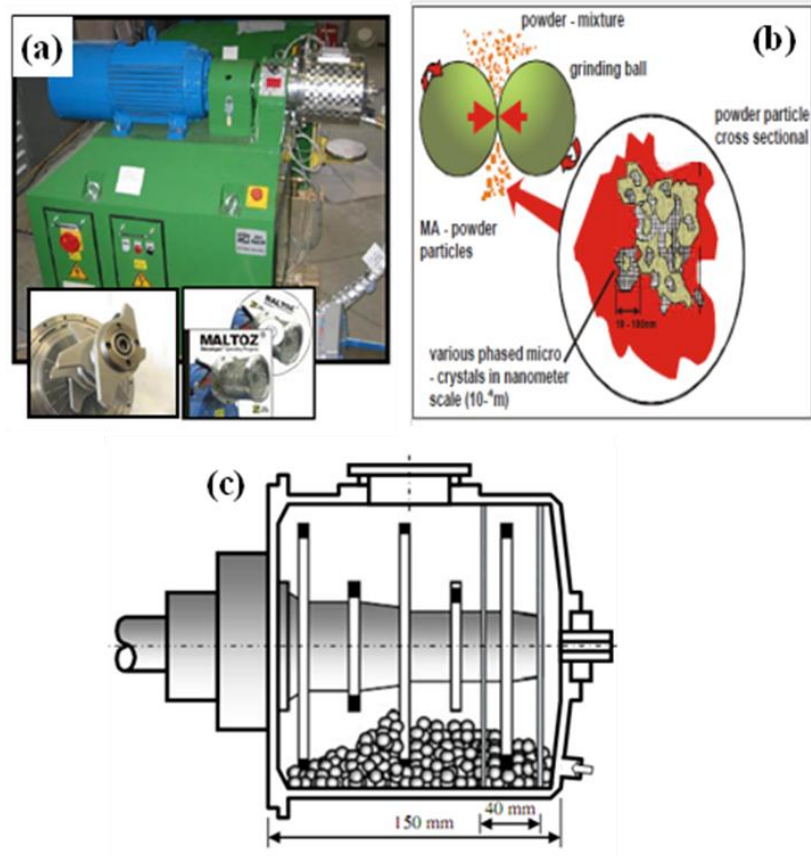 (a)
MALTOZ®
(b)
powder - mixture
grinding ball
powder particle
cross sectional
MA - powder
particles
10 - 100nm
various phased micro
- crystals in nanometer
scale (10-⁴m)
(c)
40 mm
150 mm